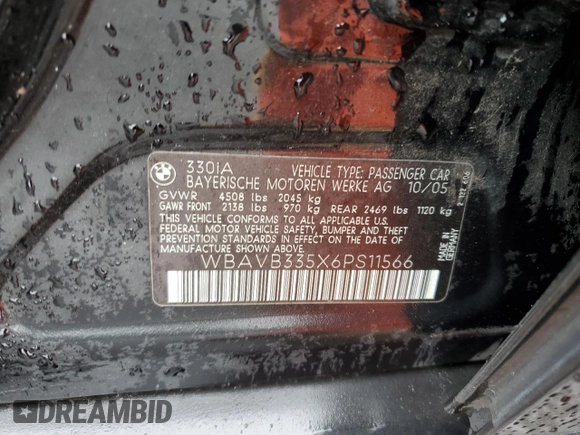 BMW
330iA VEHICLE TYPE: PASSENGER CAR
BAYERISCHE MOTOREN WERKE AG 10/05
GVWR 4508 lbs 2045 kg
GAWR FRONT 2138 lbs 970 kg REAR 2469 lbs 1120 kg
THIS VEHICLE CONFORMS TO ALL APPLICABLE U.S.
FEDERAL MOTOR VEHICLE SAFETY, BUMPER AND THEFT
PREVENTION STANDARDS IN EFFECT ON THE DATE OF
MANUFACTURE SHOWN ABOVE.
WBAVB335X6PS11566
MADE IN
GERMANY
DREAMBID